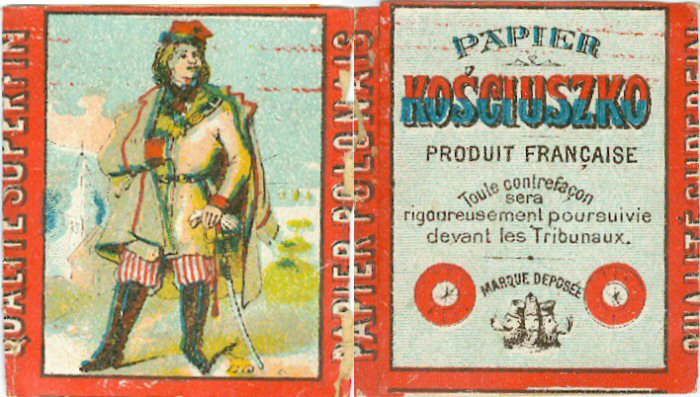 QUALITÉ SUPERFIN
PAPIER POLONAIS
PAPIER
KOŚCIUSZKO
PRODUIT FRANÇAISE
Toute contrefaçon
sera
rigoureusement poursuivie
devant les Tribunaux.
MARQUE DEPOSÉE